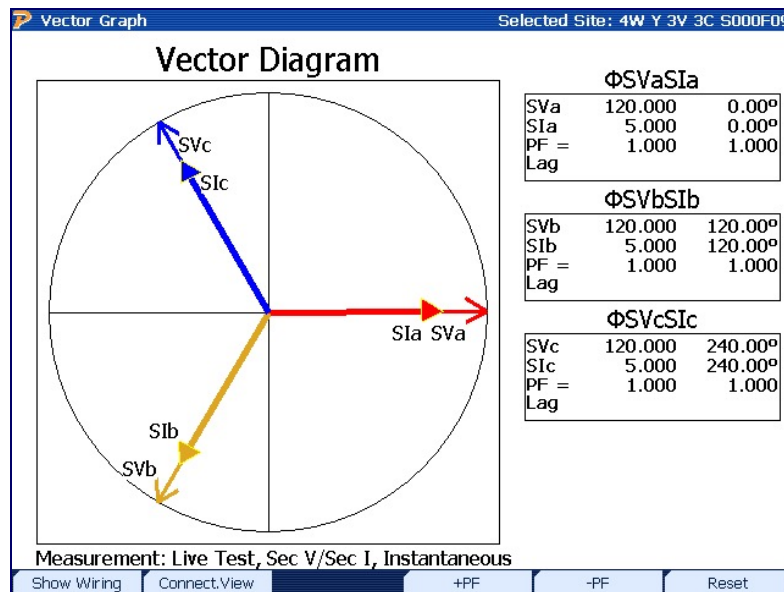 Vector Graph
Selected Site: 4W Y 3V 3C S000F09
Vector Diagram
SVc
SIc
SIa SVa
SIb
SVb
ΦSVaSIa
SVa 120.000 0.00º
SIa 5.000 0.00º
PF = 1.000 1.000
Lag
ΦSVbSIb
SVb 120.000 120.00º
SIb 5.000 120.00º
PF = 1.000 1.000
Lag
ΦSVcSIc
SVc 120.000 240.00º
SIc 5.000 240.00º
PF = 1.000 1.000
Lag
Measurement: Live Test, Sec V/Sec I, Instantaneous
Show Wiring Connect.View +PF -PF Reset